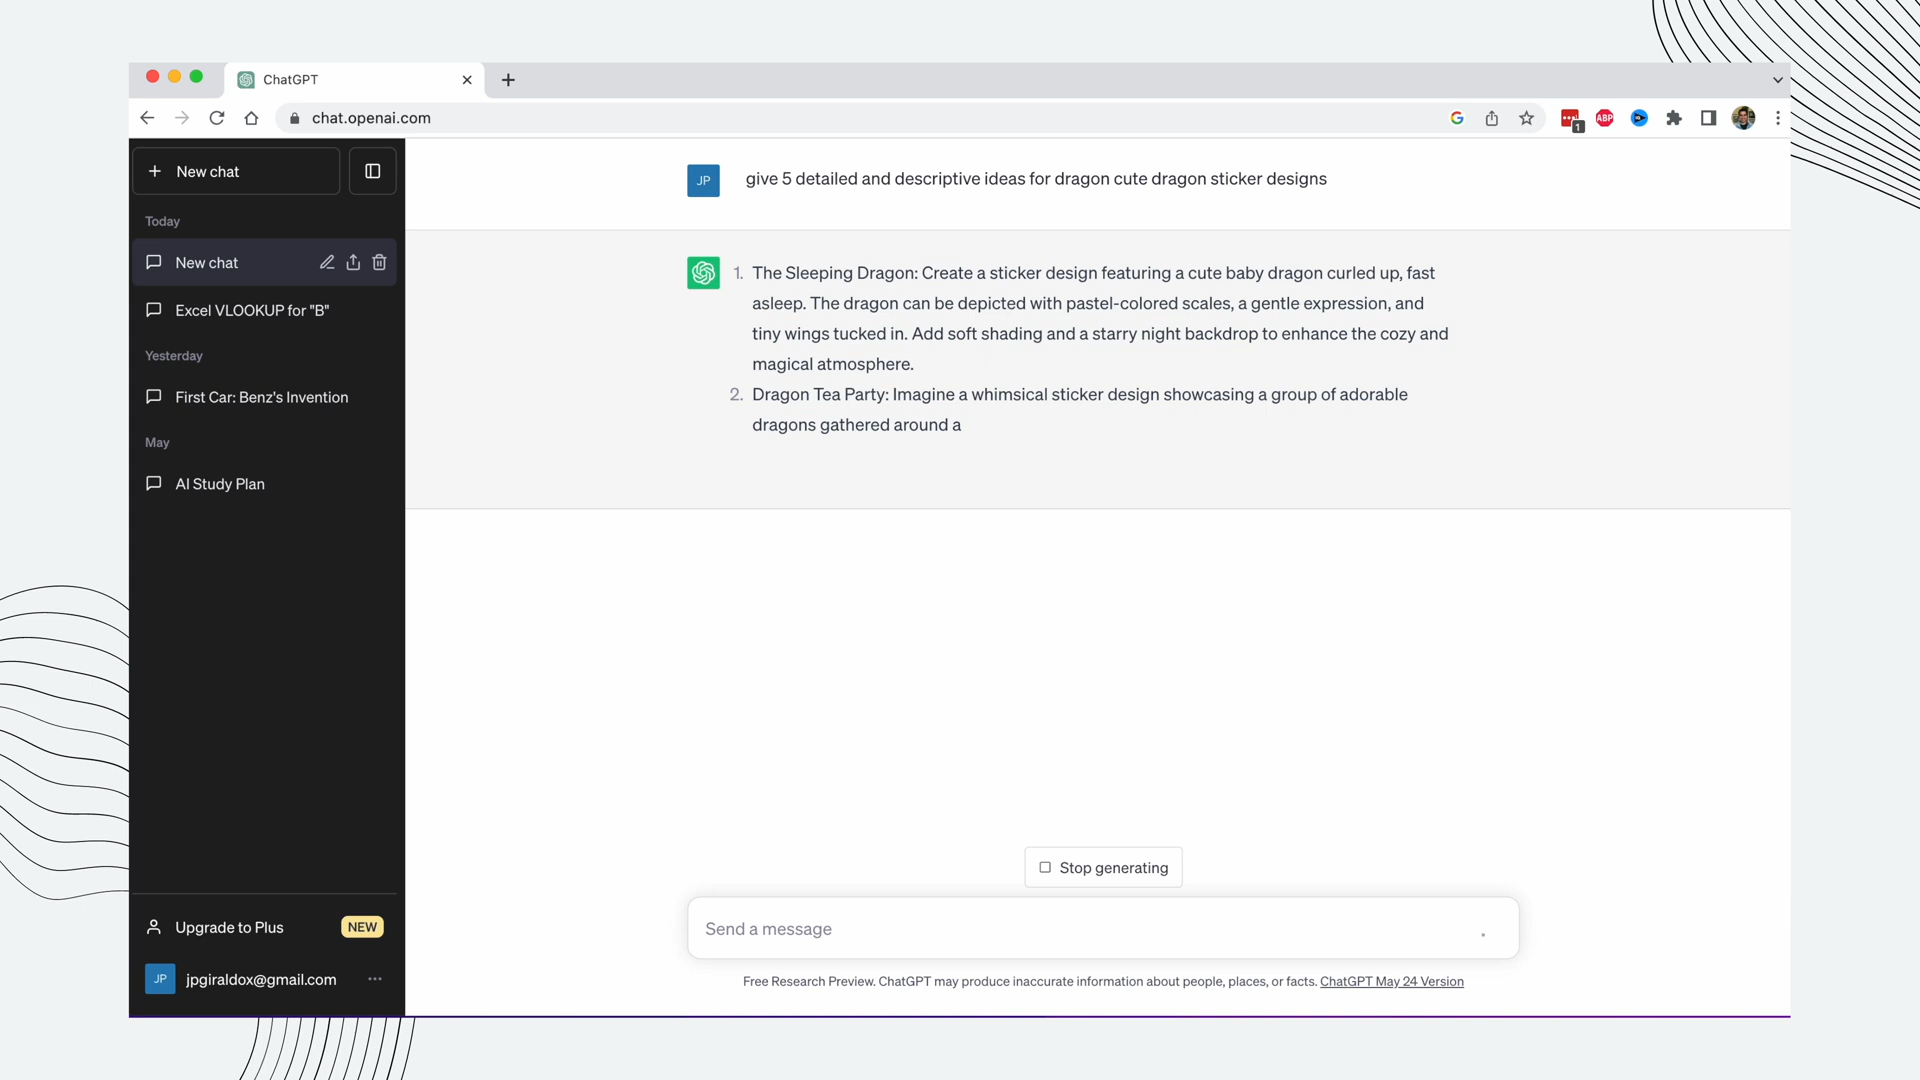 ChatGPT
chat.openai.com
1
ABP
New chat
Today
New chat
Excel VLOOKUP for "B"
Yesterday
First Car: Benz's Invention
May
AI Study Plan
Upgrade to Plus NEW
JP jpgiraldox@gmail.com
JP give 5 detailed and descriptive ideas for dragon cute dragon sticker designs
1. The Sleeping Dragon: Create a sticker design featuring a cute baby dragon curled up, fast
asleep. The dragon can be depicted with pastel-colored scales, a gentle expression, and
tiny wings tucked in. Add soft shading and a starry night backdrop to enhance the cozy and
magical atmosphere.
2. Dragon Tea Party: Imagine a whimsical sticker design showcasing a group of adorable
dragons gathered around a
Stop generating
Send a message
Free Research Preview. ChatGPT may produce inaccurate information about people, places, or facts. ChatGPT May 24 Version